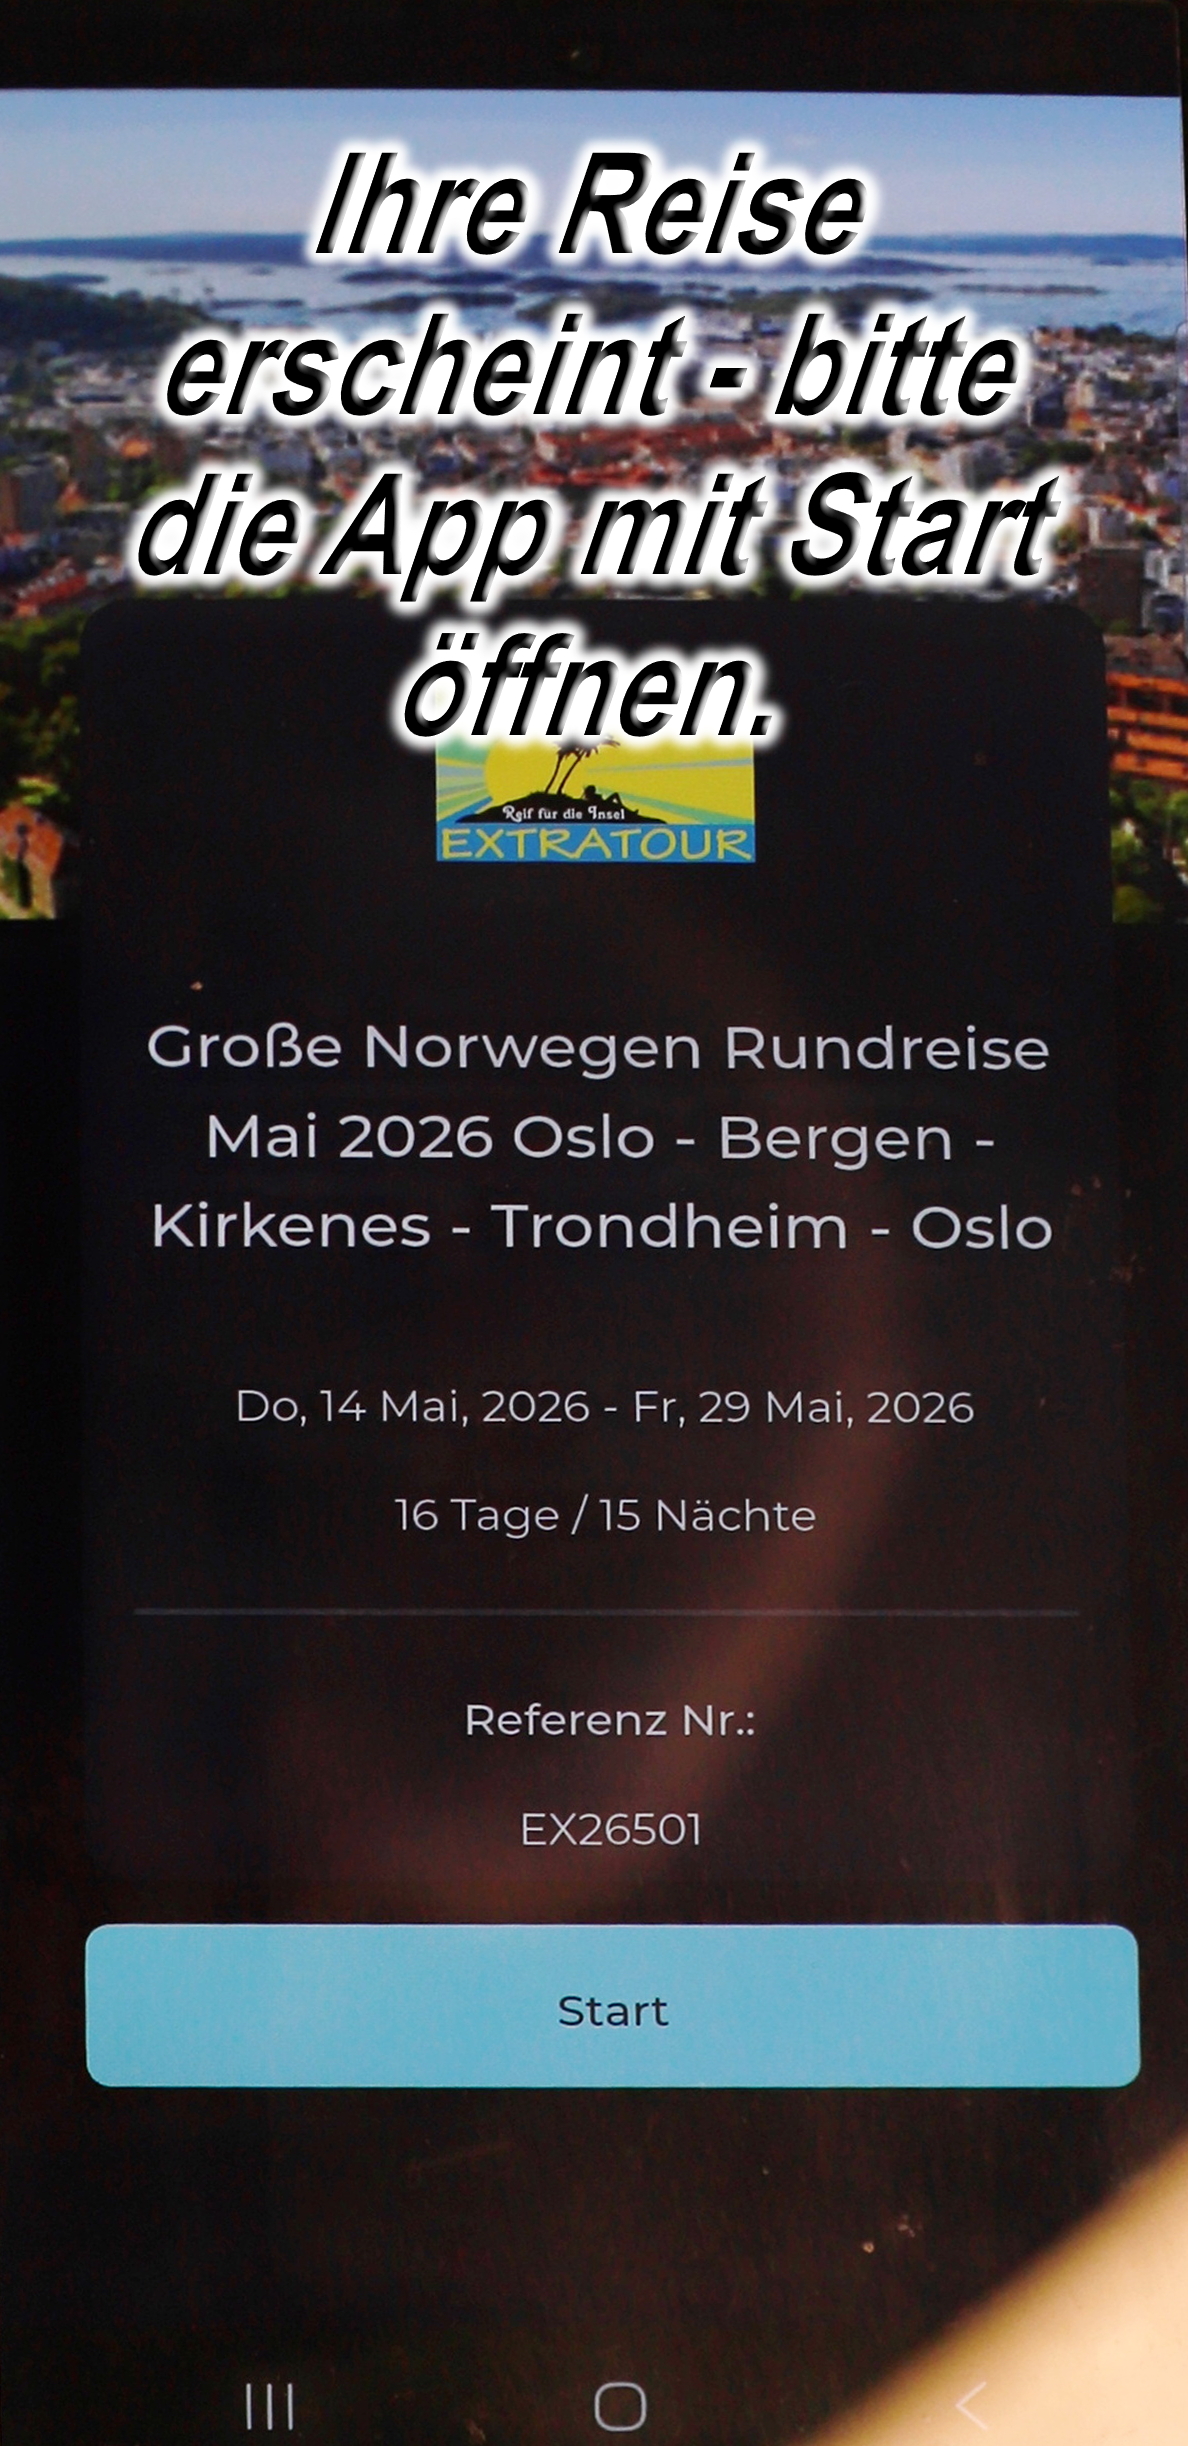 Ihre Reise
erscheint - bitte
die App mit Start
öffnen.
Reif für die Insel
EXTRATOUR
Große Norwegen Rundreise
Mai 2026 Oslo - Bergen -
Kirkenes - Trondheim - Oslo
Do, 14 Mai, 2026 - Fr, 29 Mai, 2026
16 Tage / 15 Nächte
Referenz Nr.:
EX26501
Start